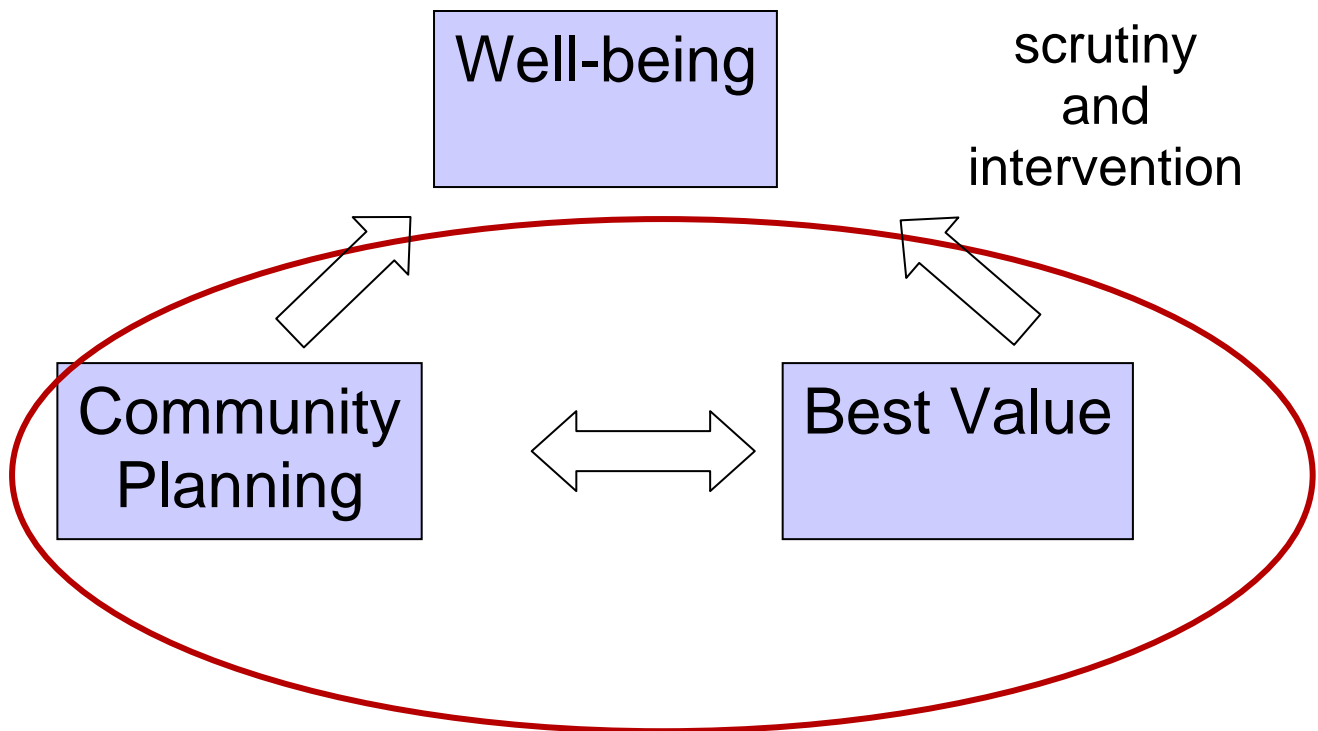 Well-being
scrutiny
and
intervention
Community
Planning
Best Value